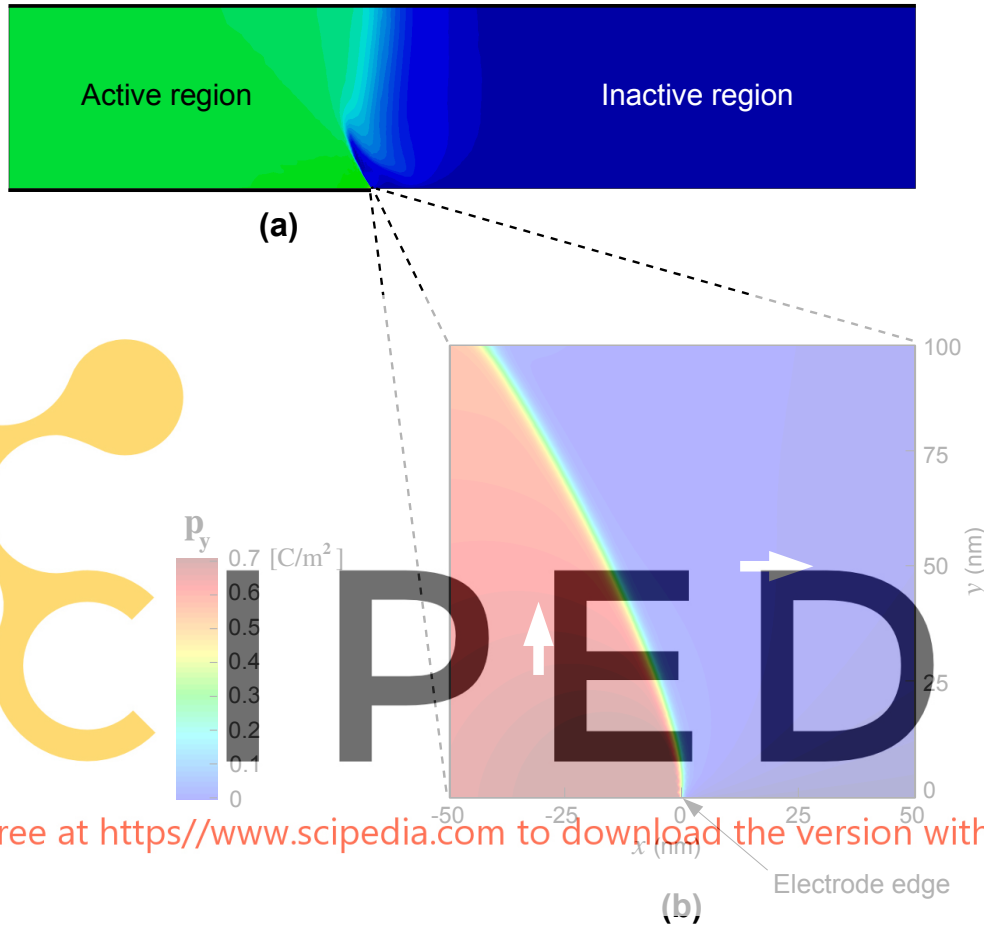 Active region
Inactive region
(a)
100
75
50
25
0
y (nm)
p_y
0.7 [C/m²]
0.6
0.5
0.4
0.3
0.2
0.1
0
C I P E D
-50 -25 0 25 50
ree at https//www.scipedia.com to download the version with
x (nm)
Electrode edge
(b)